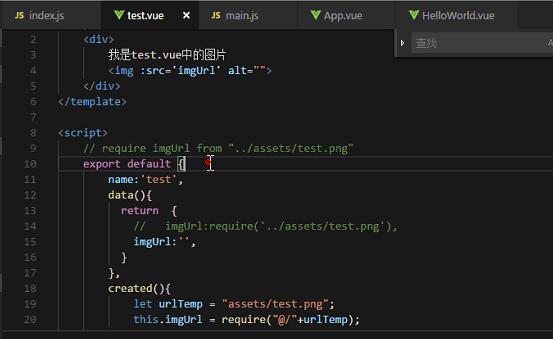 index.js test.vue × main.js App.vue HelloWorld.vue
查找
2 <div>
3 我是test.vue中的图片
4 <img :src='imgUrl' alt="">
5 </div>
6 </template>
7
8 <script>
9 // require imgUrl from "../assets/test.png"
10 export default {
11 name:'test',
12 data(){
13 return {
14 // imgUrl:require('../assets/test.png'),
15 imgUrl:'',
16 }
17 },
18 created(){
19 let urlTemp = "assets/test.png";
20 this.imgUrl = require("@/"+urlTemp);